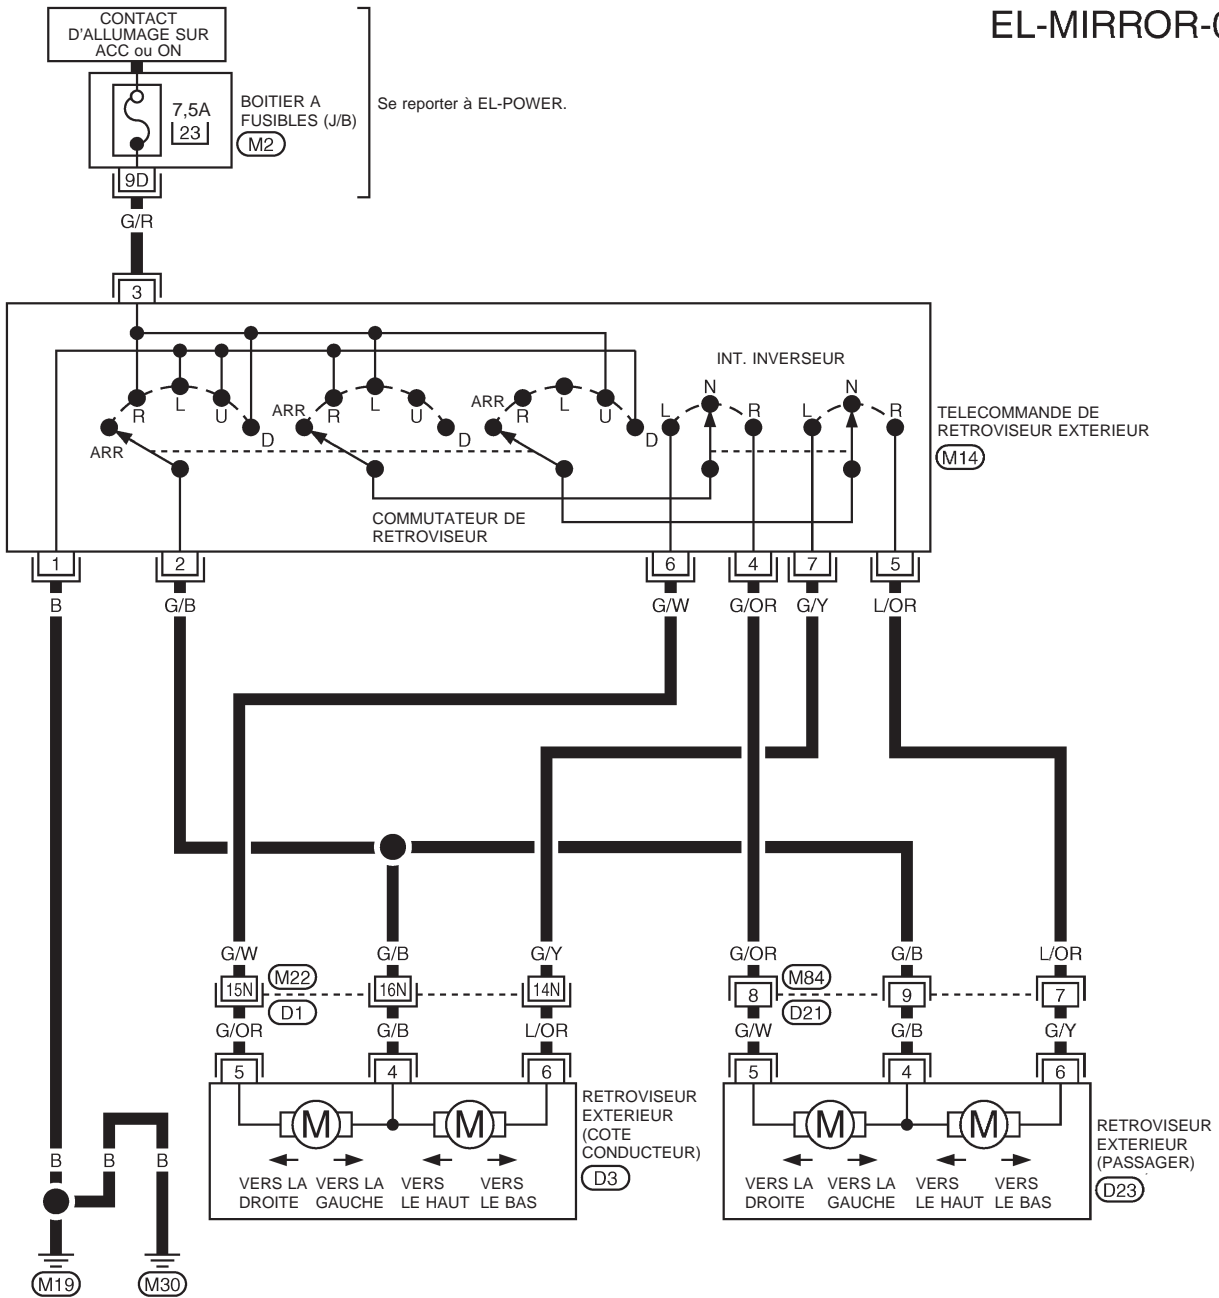 EL-MIRROR-
CONTACT
D'ALLUMAGE SUR
ACC ou ON
7,5A
23
BOITIER A
FUSIBLES (J/B)
M2
Se reporter à EL-POWER.
9D
G/R
3
INT. INVERSEUR
R L U D
ARR
ARR R L U D
ARR R L U D
L N R
L N R
TELECOMMANDE DE
RETROVISEUR EXTERIEUR
M14
COMMUTATEUR DE
RETROVISEUR
1 2 6 4 7 5
B G/B G/W G/OR G/Y L/OR
G/W G/B G/Y G/OR G/B L/OR
15N M22 16N 14N 8 M84 9 7
D1 D21
G/OR G/B L/OR G/W G/B G/Y
5 4 6 5 4 6
M M
RETROVISEUR
EXTERIEUR
(COTE
CONDUCTEUR)
D3
VERS LA DROITE
VERS LA GAUCHE
VERS LE HAUT
VERS LE BAS
M M
RETROVISEUR
EXTERIEUR
(PASSAGER)
D23
VERS LA DROITE
VERS LA GAUCHE
VERS LE HAUT
VERS LE BAS
B B B
M19 M30